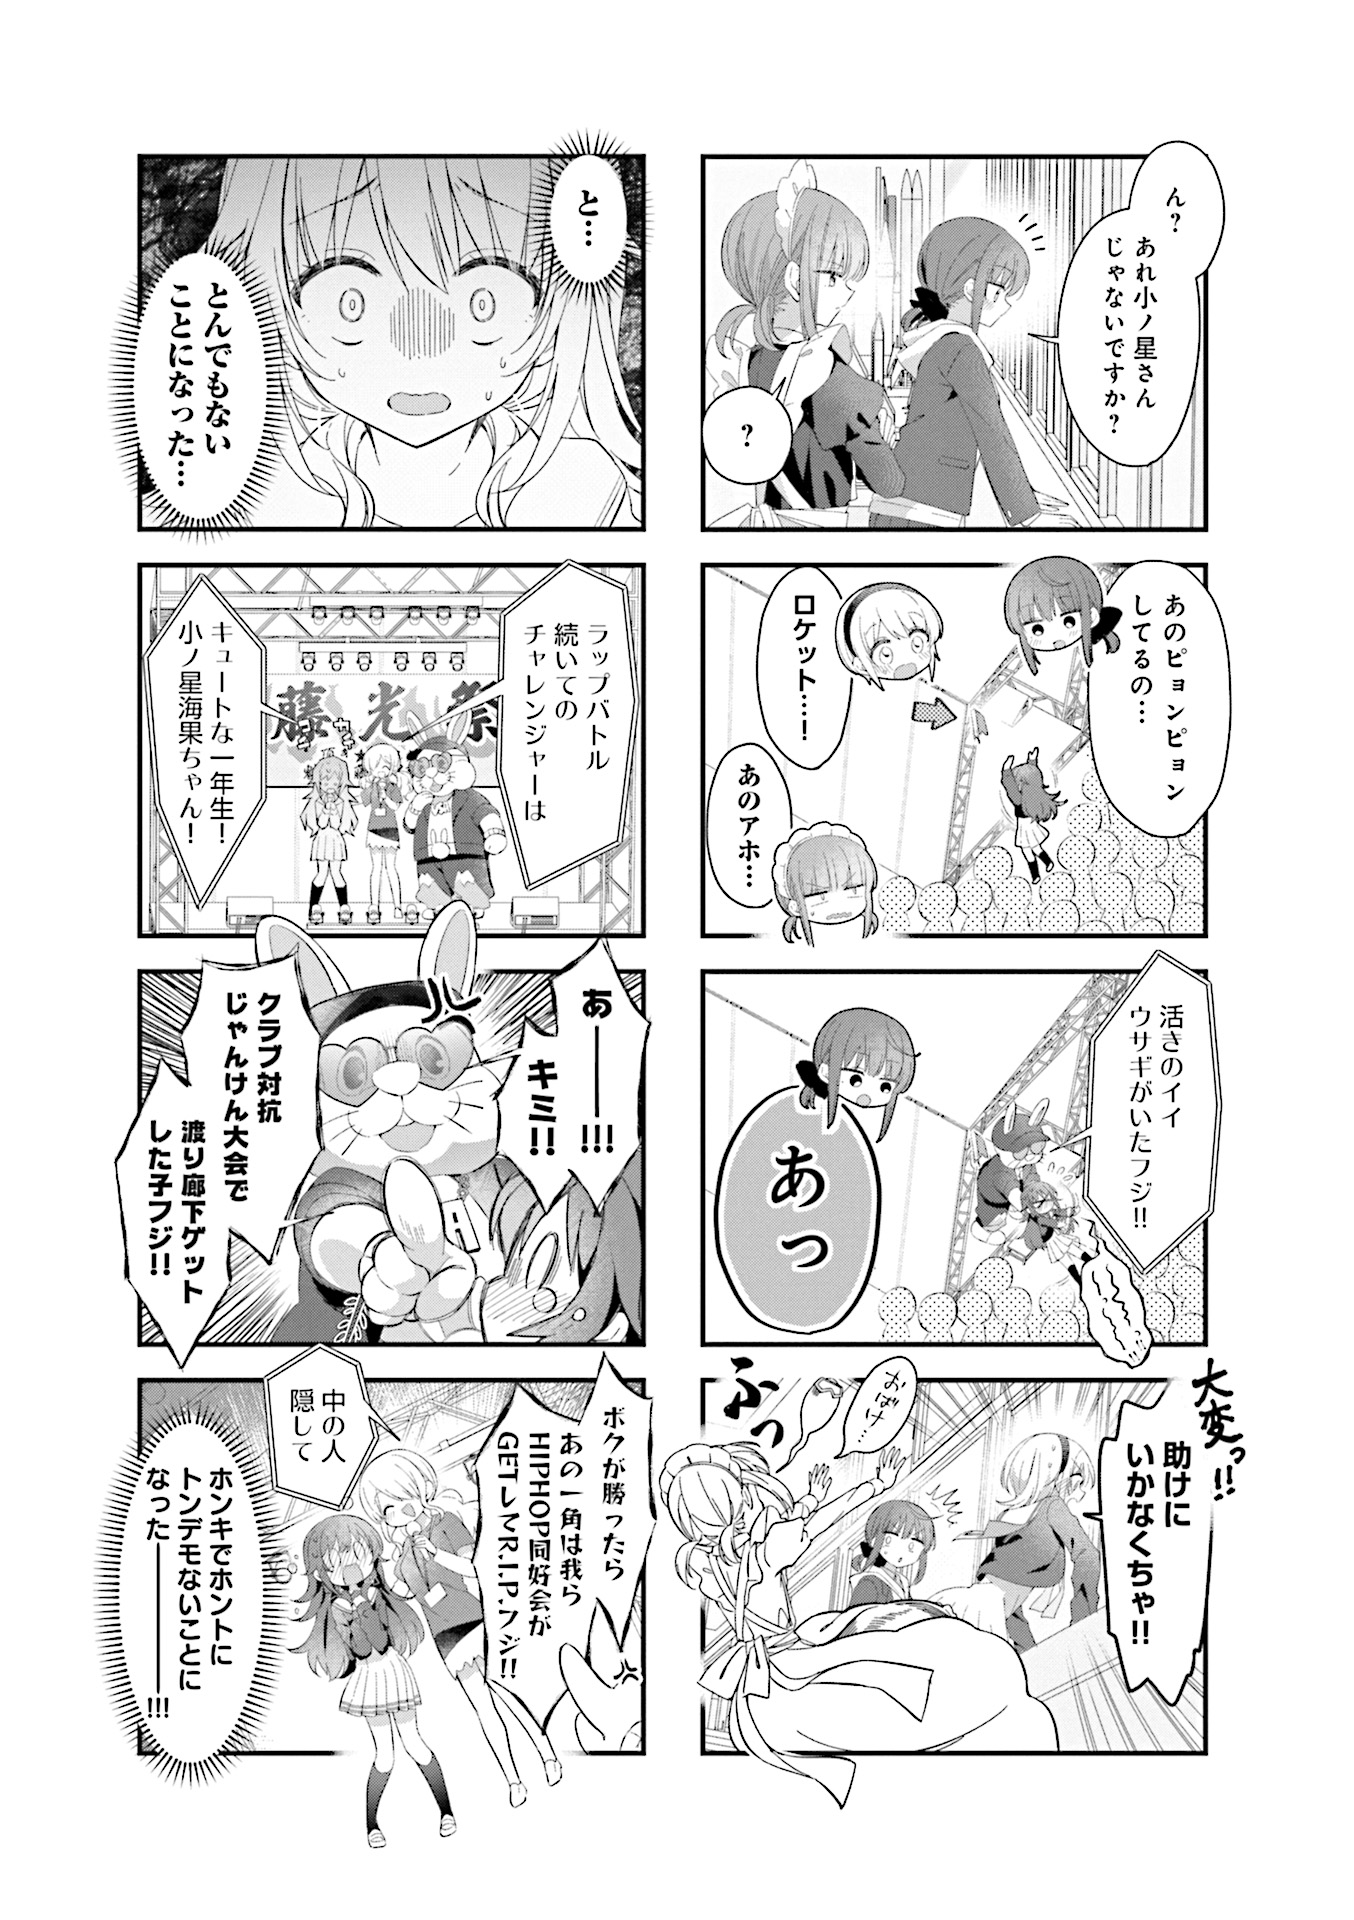 ん？
あれ小ノ星さん
じゃないですか？
？
あのピョンピョン
してるの…
ロケット…！
あのアホ…
活きのイイ
ウサギがいたフジ!!
あっ
大変っ!!
助けに
いかなくちゃ!!
おばけ…
ふっ
と…
とんでもない
ことになった…
ラップバトル
続いての
チャレンジャーは
キュートな一年生！
小ノ星海果ちゃん！
藤光祭
あ———!!!
キミ!!
クラブ対抗
じゃんけん大会で
渡り廊下ゲット
した子フジ!!
ボクが勝ったら
あの一角は我ら
HIPHOP同好会が
GETしてR.I.P.フジ!!
中の人
隠して
ホンキでホントに
トンデモないことに
なった————!!!